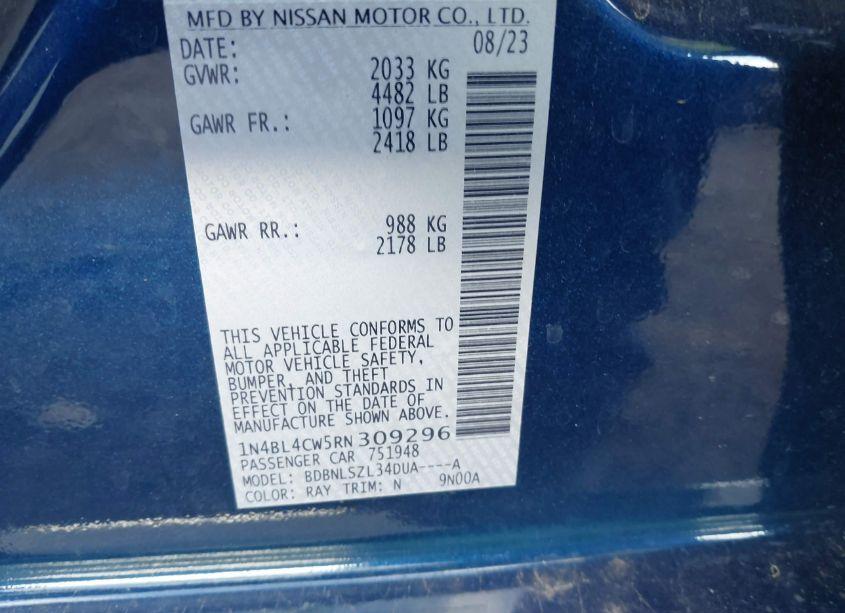 MFD BY NISSAN MOTOR CO., LTD.
DATE: 08/23
GVWR: 2033 KG
4482 LB
GAWR FR.: 1097 KG
2418 LB
GAWR RR.: 988 KG
2178 LB
THIS VEHICLE CONFORMS TO
ALL APPLICABLE FEDERAL
MOTOR VEHICLE SAFETY,
BUMPER, AND THEFT
PREVENTION STANDARDS IN
EFFECT ON THE DATE OF
MANUFACTURE SHOWN ABOVE.
1N4BL4CW5RN309296
PASSENGER CAR 751948
MODEL: BDBNLSZL34DUA----A
COLOR: RAY TRIM: N 9N00A